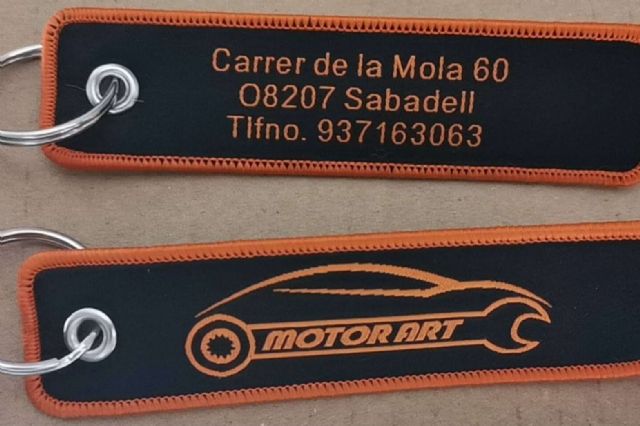 Carrer de la Mola 60
08207 Sabadell
Tlfno. 937163063
MOTOR ART